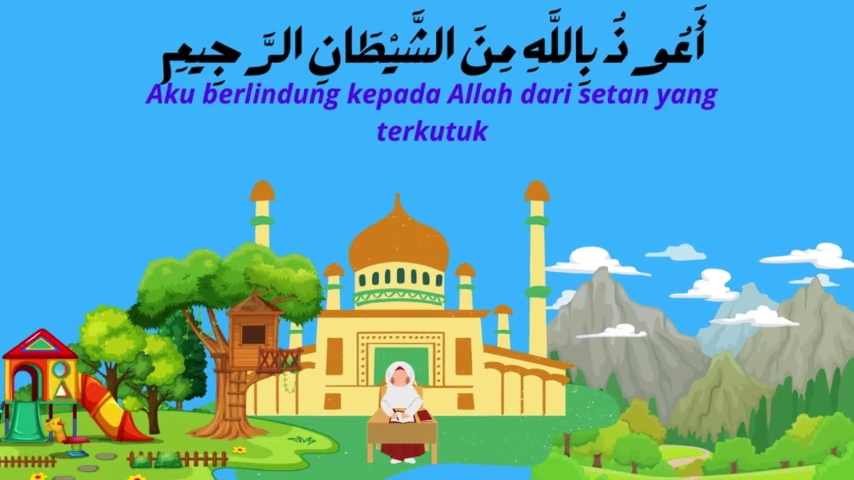 أَعُوذُ بِاللَّهِ مِنَ الشَّيْطَانِ الرَّجِيمِ
Aku berlindung kepada Allah dari setan yang
terkutuk